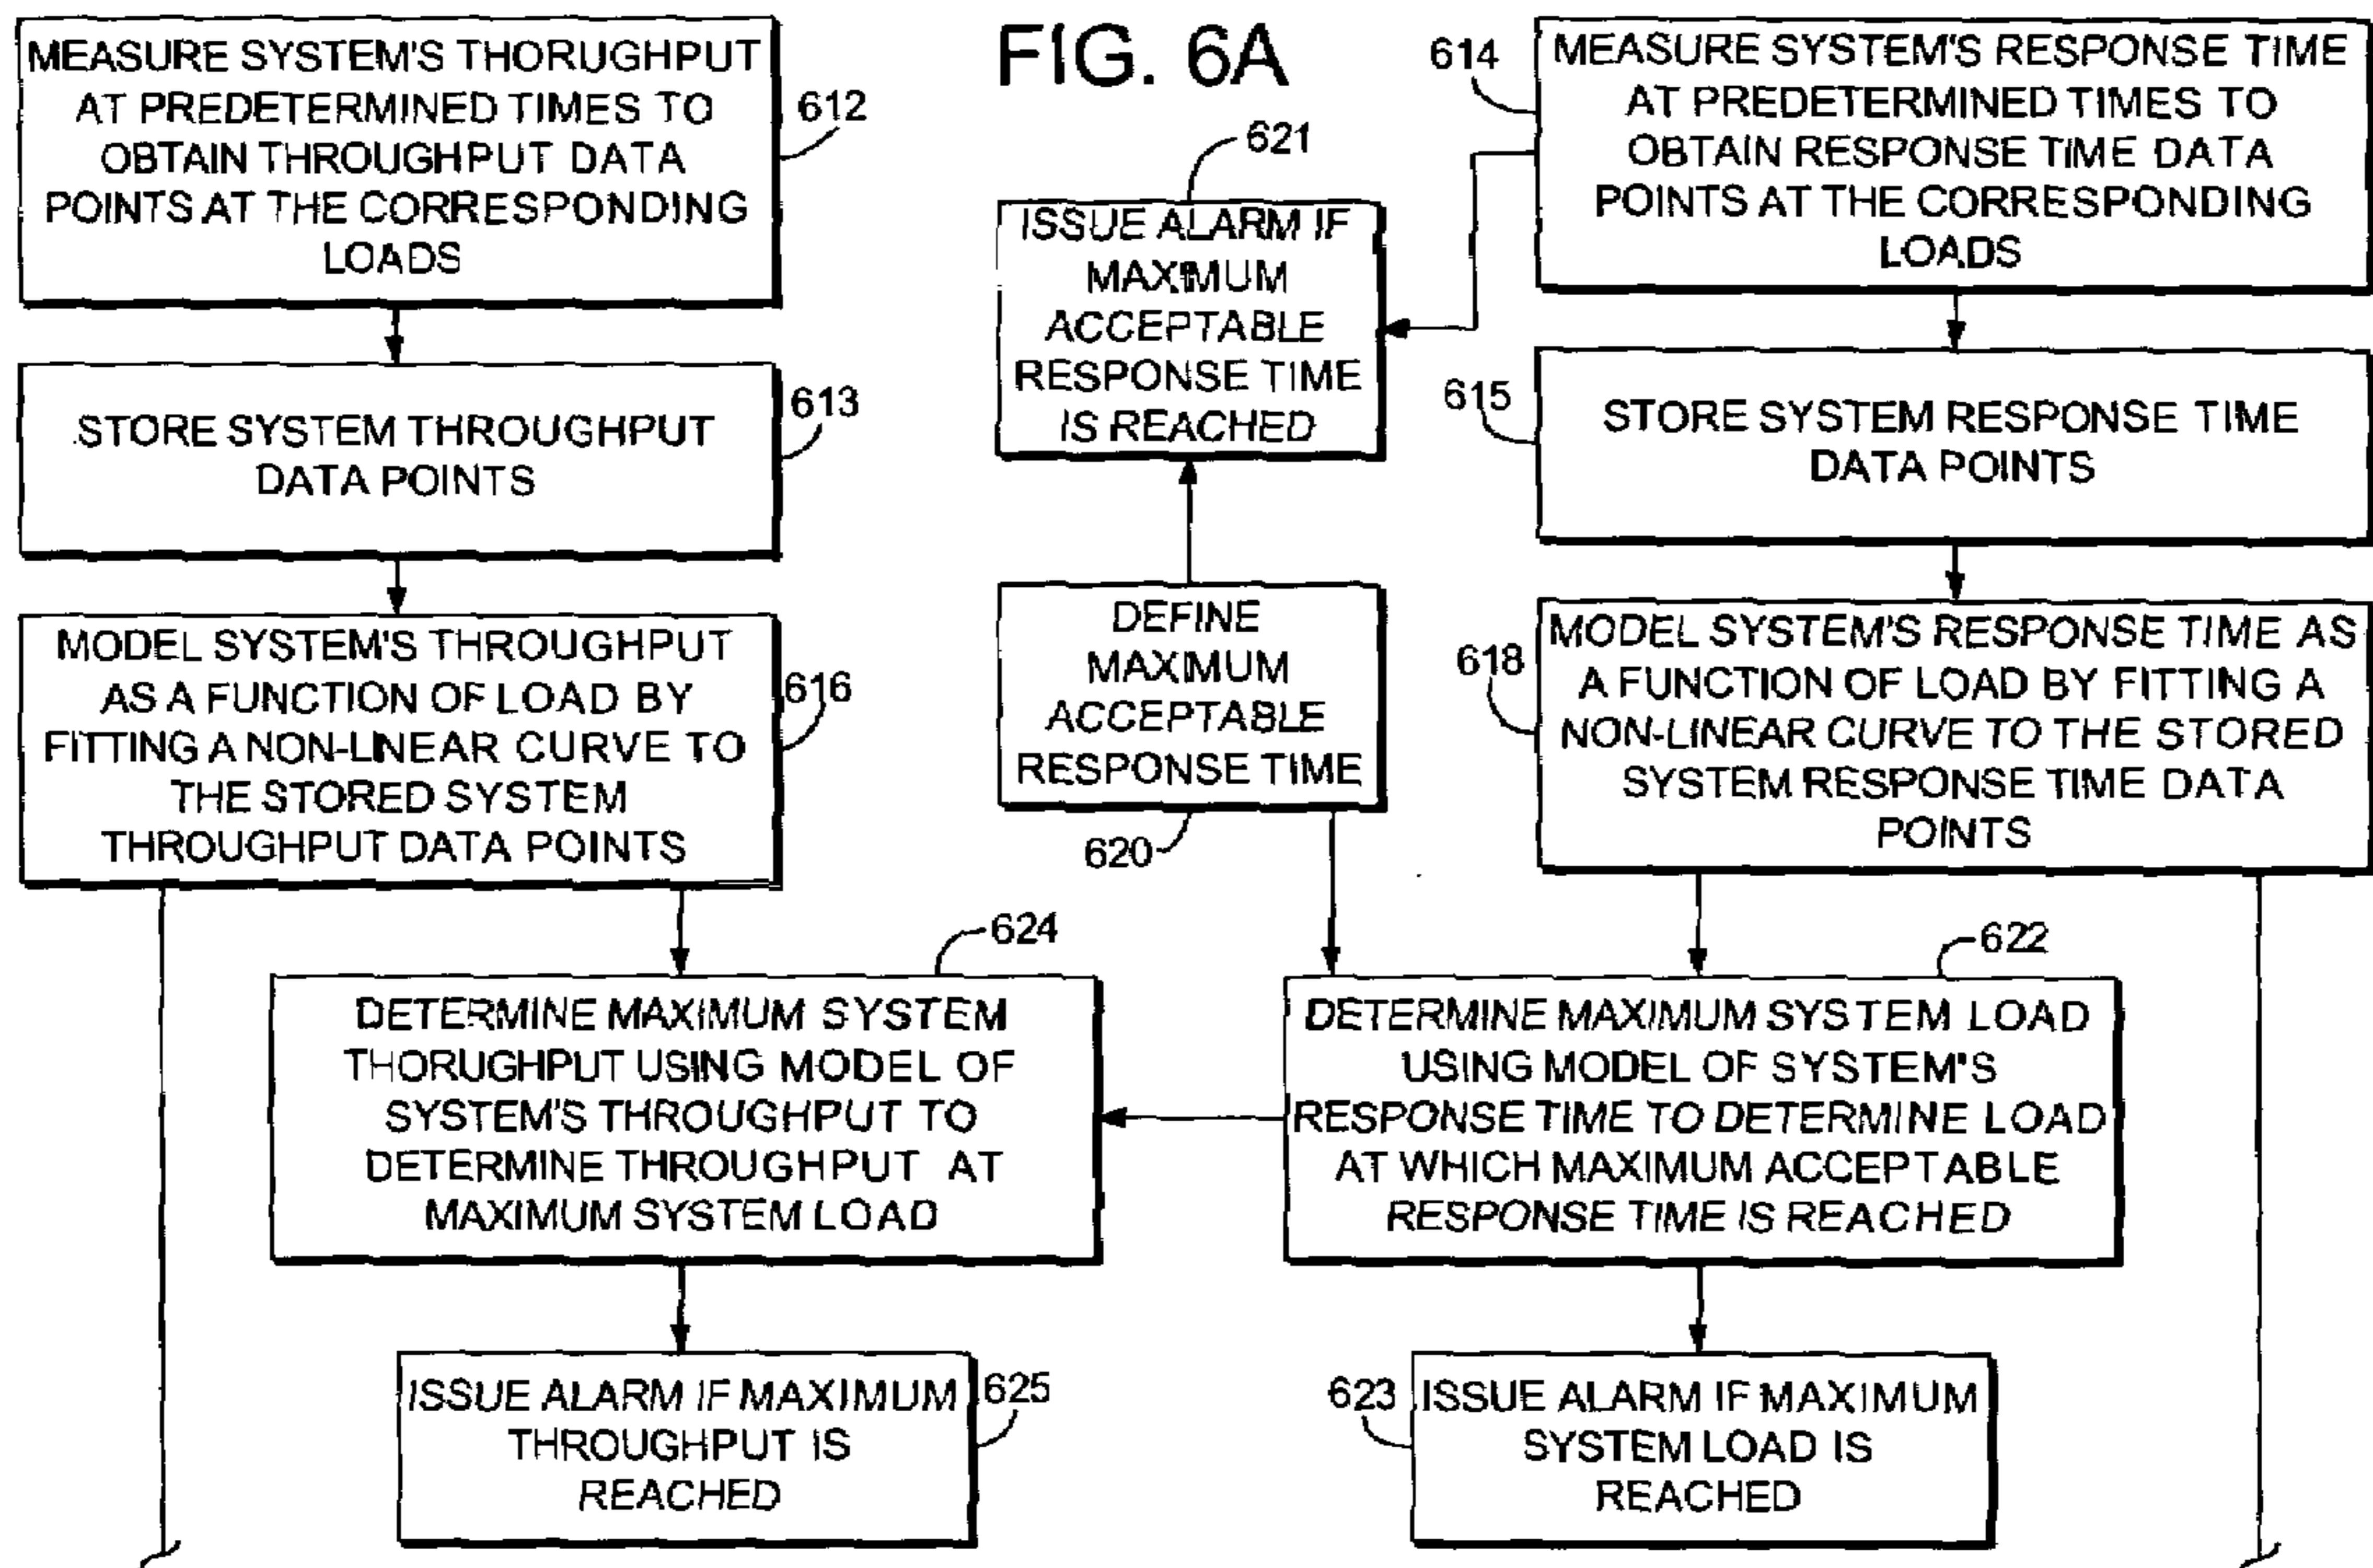 FIG. 6A
MEASURE SYSTEM'S THORUGHPUT
AT PREDETERMINED TIMES TO
OBTAIN THROUGHPUT DATA
POINTS AT THE CORRESPONDING
LOADS
612
614
MEASURE SYSTEM'S RESPONSE TIME
AT PREDETERMINED TIMES TO
OBTAIN RESPONSE TIME DATA
POINTS AT THE CORRESPONDING
LOADS
621
ISSUE ALARM IF
MAXIMUM
ACCEPTABLE
RESPONSE TIME
IS REACHED
STORE SYSTEM THROUGHPUT
DATA POINTS
613
615
STORE SYSTEM RESPONSE TIME
DATA POINTS
MODEL SYSTEM'S THROUGHPUT
AS A FUNCTION OF LOAD BY
FITTING A NON-LINEAR CURVE TO
THE STORED SYSTEM
THROUGHPUT DATA POINTS
616
DEFINE
MAXIMUM
ACCEPTABLE
RESPONSE TIME
620
618
MODEL SYSTEM'S RESPONSE TIME AS
A FUNCTION OF LOAD BY FITTING A
NON-LINEAR CURVE TO THE STORED
SYSTEM RESPONSE TIME DATA
POINTS
624
DETERMINE MAXIMUM SYSTEM
THORUGHPUT USING MODEL OF
SYSTEM'S THROUGHPUT TO
DETERMINE THROUGHPUT AT
MAXIMUM SYSTEM LOAD
622
DETERMINE MAXIMUM SYSTEM LOAD
USING MODEL OF SYSTEM'S
RESPONSE TIME TO DETERMINE LOAD
AT WHICH MAXIMUM ACCEPTABLE
RESPONSE TIME IS REACHED
ISSUE ALARM IF MAXIMUM
THROUGHPUT IS
REACHED
625
623
ISSUE ALARM IF MAXIMUM
SYSTEM LOAD IS
REACHED